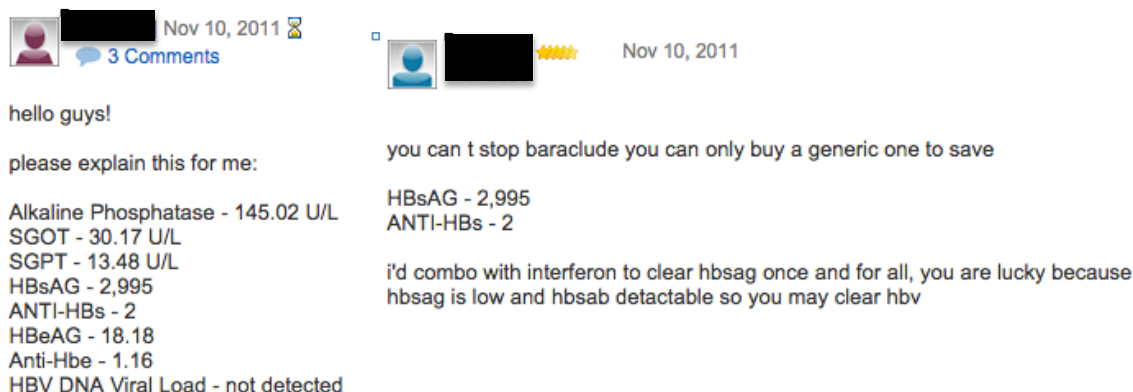 Nov 10, 2011
3 Comments
hello guys!
please explain this for me:
Alkaline Phosphatase - 145.02 U/L
SGOT - 30.17 U/L
SGPT - 13.48 U/L
HBsAG - 2,995
ANTI-HBs - 2
HBeAG - 18.18
Anti-Hbe - 1.16
HBV DNA Viral Load - not detected
Nov 10, 2011
you can t stop baraclude you can only buy a generic one to save
HBsAG - 2,995
ANTI-HBs - 2
i'd combo with interferon to clear hbsag once and for all, you are lucky because
hbsag is low and hbsab detactable so you may clear hbv